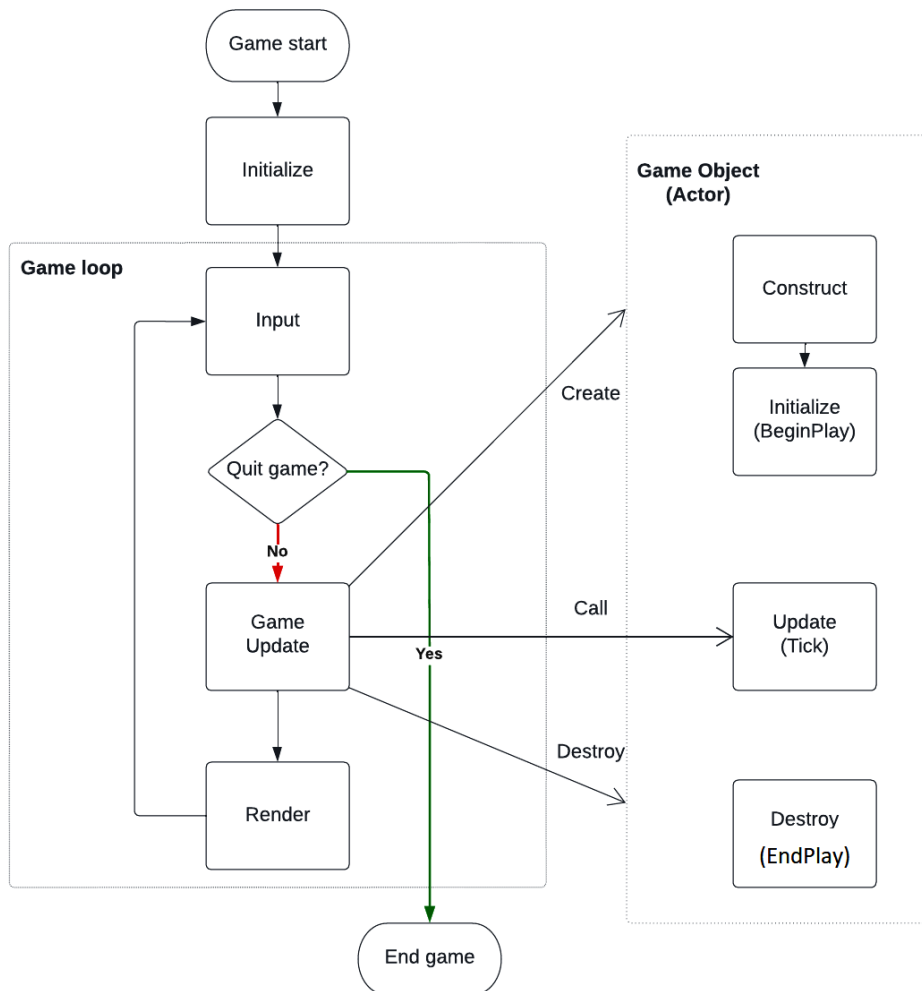 Game start
Initialize
Game loop
Input
Quit game?
No
Game
Update
Yes
Render
End game
Create
Call
Destroy
Game Object
(Actor)
Construct
Initialize
(BeginPlay)
Update
(Tick)
Destroy
(EndPlay)